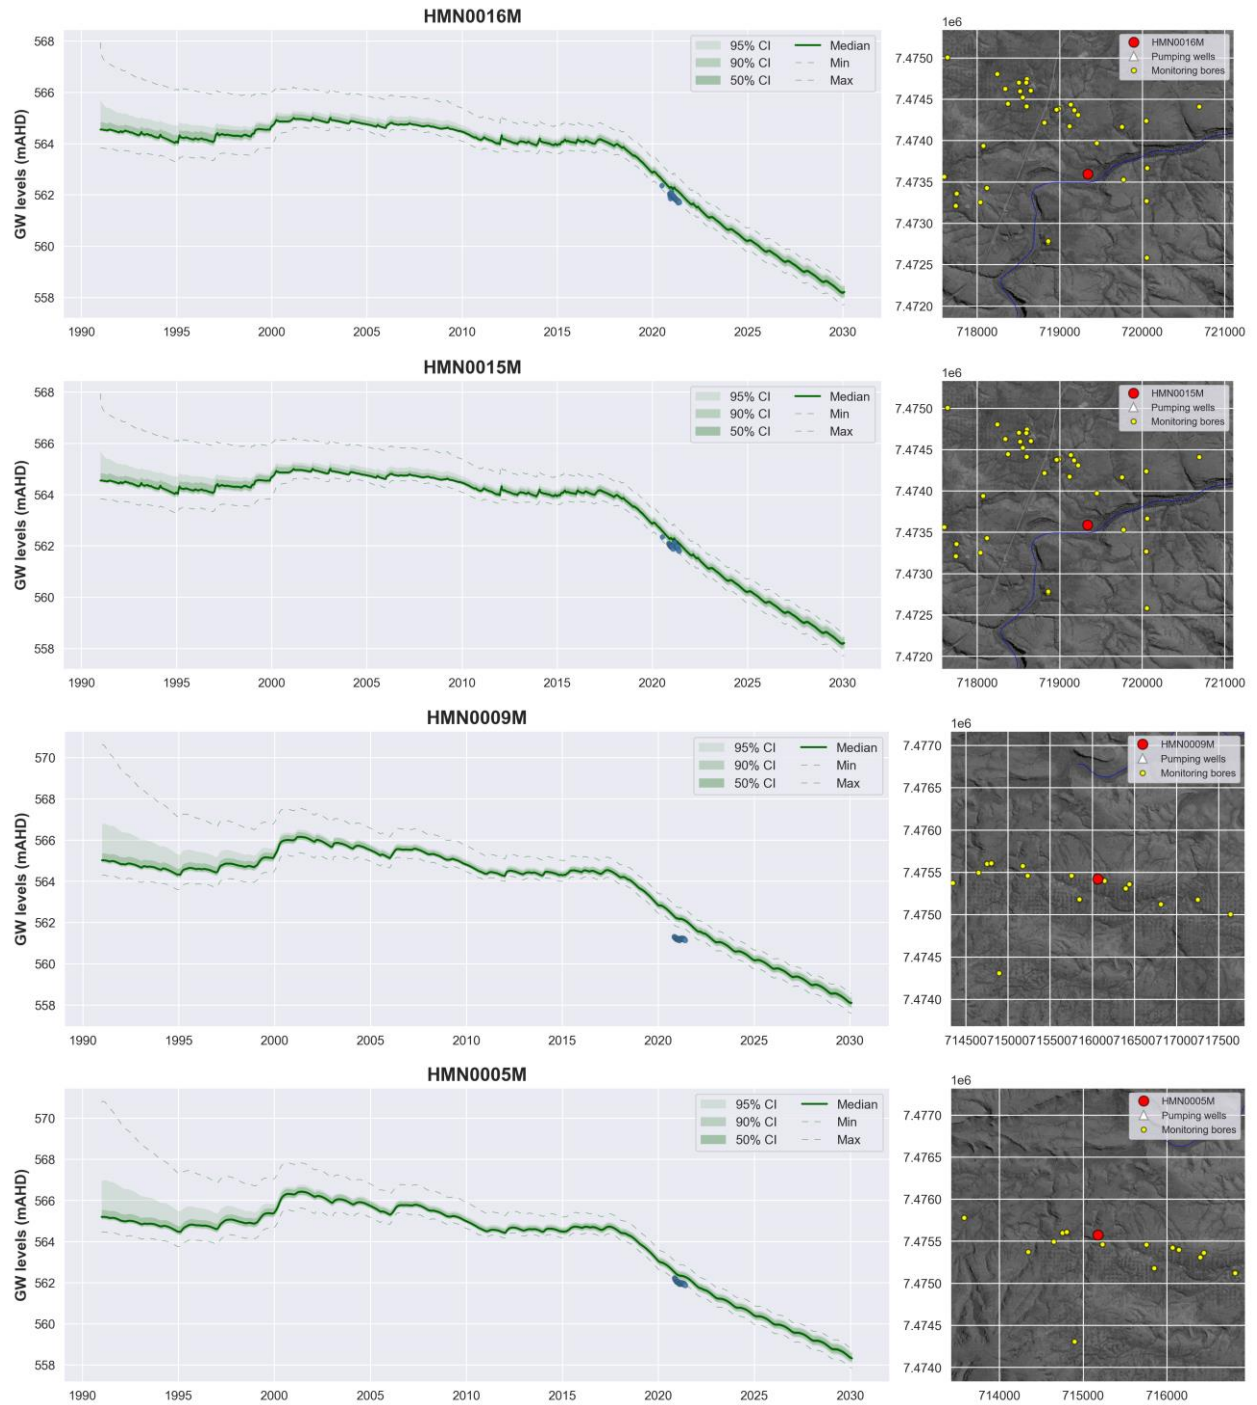 HMN0016M
GW levels (mAHD)
568
566
564
562
560
558
1990 1995 2000 2005 2010 2015 2020 2025 2030
95% CI Median
90% CI Min
50% CI Max
1e6
7.4750
7.4745
7.4740
7.4735
7.4730
7.4725
7.4720
718000 719000 720000 721000
HMN0016M
Pumping wells
Monitoring bores
HMN0015M
GW levels (mAHD)
568
566
564
562
560
558
1990 1995 2000 2005 2010 2015 2020 2025 2030
95% CI Median
90% CI Min
50% CI Max
1e6
7.4750
7.4745
7.4740
7.4735
7.4730
7.4725
7.4720
718000 719000 720000 721000
HMN0015M
Pumping wells
Monitoring bores
HMN0009M
GW levels (mAHD)
570
568
566
564
562
560
558
1990 1995 2000 2005 2010 2015 2020 2025 2030
95% CI Median
90% CI Min
50% CI Max
1e6
7.4770
7.4765
7.4760
7.4755
7.4750
7.4745
7.4740
714500715000715500716000716500717000717500
HMN0009M
Pumping wells
Monitoring bores
HMN0005M
GW levels (mAHD)
570
568
566
564
562
560
558
1990 1995 2000 2005 2010 2015 2020 2025 2030
95% CI Median
90% CI Min
50% CI Max
1e6
7.4770
7.4765
7.4760
7.4755
7.4750
7.4745
7.4740
714000 715000 716000
HMN0005M
Pumping wells
Monitoring bores